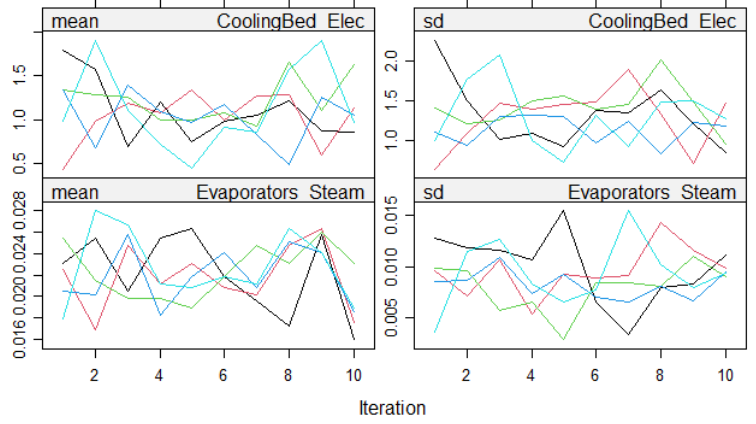 mean CoolingBed Elec
sd CoolingBed Elec
0.5 1.0 1.5
1.0 1.5 2.0
mean Evaporators Steam
sd Evaporators Steam
0.016 0.020 0.024 0.028
0.005 0.010 0.015
2 4 6 8 10
2 4 6 8 10
Iteration